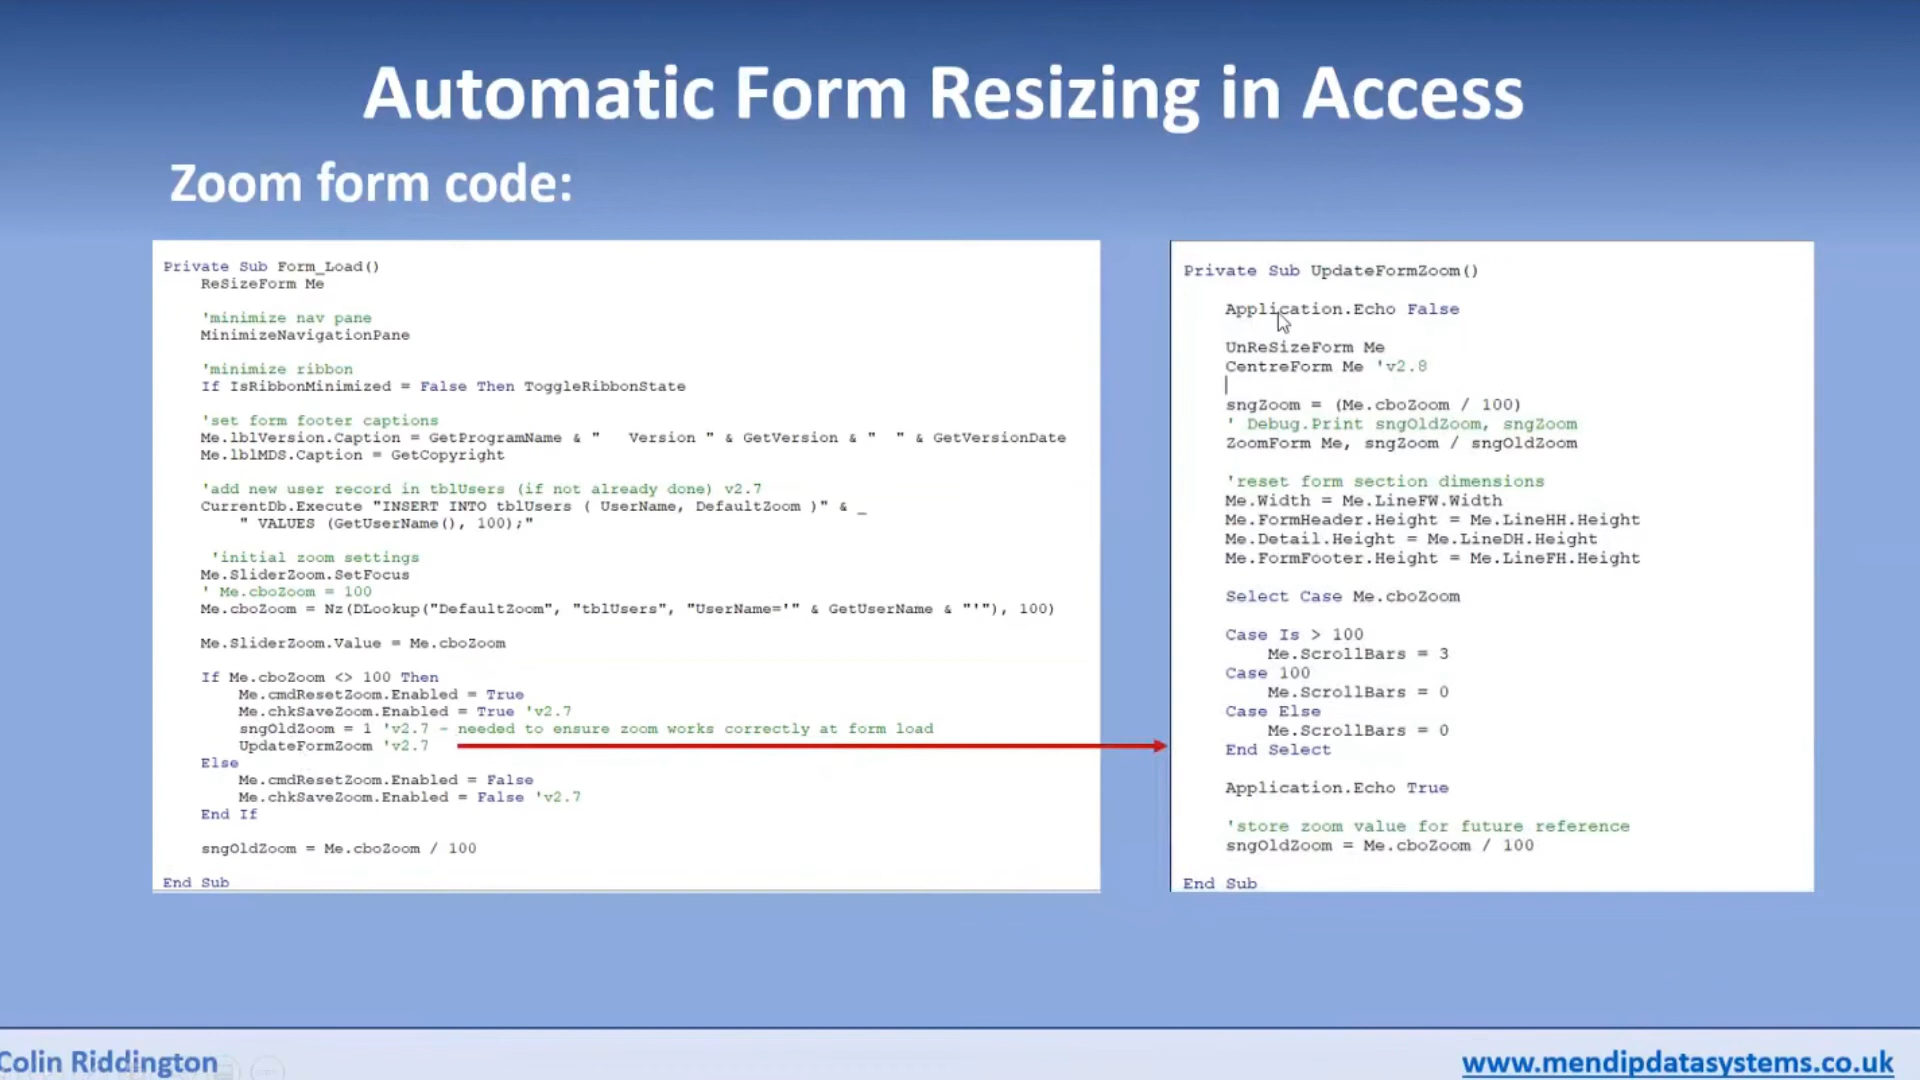 Automatic Form Resizing in Access
Zoom form code:
Private Sub Form_Load()
ReSizeForm Me
'minimize nav pane
MinimizeNavigationPane
'minimize ribbon
If IsRibbonMinimized = False Then ToggleRibbonState
'set form footer captions
Me.lblVersion.Caption = GetProgramName & "   Version " & GetVersion & "  " & GetVersionDate
Me.lblMDS.Caption = GetCopyright
'add new user record in tblUsers (if not already done) v2.7
CurrentDb.Execute "INSERT INTO tblUsers ( UserName, DefaultZoom )" & _
" VALUES (GetUserName(), 100);"
'initial zoom settings
Me.SliderZoom.SetFocus
' Me.cboZoom = 100
Me.cboZoom = Nz(DLookup("DefaultZoom", "tblUsers", "UserName='" & GetUserName & "'"), 100)
Me.SliderZoom.Value = Me.cboZoom
If Me.cboZoom <> 100 Then
Me.cmdResetZoom.Enabled = True
Me.chkSaveZoom.Enabled = True 'v2.7
sngOldZoom = 1 'v2.7 - needed to ensure zoom works correctly at form load
UpdateFormZoom 'v2.7
Else
Me.cmdResetZoom.Enabled = False
Me.chkSaveZoom.Enabled = False 'v2.7
End If
sngOldZoom = Me.cboZoom / 100
End Sub
Private Sub UpdateFormZoom()
Application.Echo False
UnReSizeForm Me
CentreForm Me 'v2.8
sngZoom = (Me.cboZoom / 100)
' Debug.Print sngOldZoom, sngZoom
ZoomForm Me, sngZoom / sngOldZoom
'reset form section dimensions
Me.Width = Me.LineFW.Width
Me.FormHeader.Height = Me.LineHH.Height
Me.Detail.Height = Me.LineDH.Height
Me.FormFooter.Height = Me.LineFH.Height
Select Case Me.cboZoom
Case Is > 100
Me.ScrollBars = 3
Case 100
Me.ScrollBars = 0
Case Else
Me.ScrollBars = 0
End Select
Application.Echo True
'store zoom value for future reference
sngOldZoom = Me.cboZoom / 100
End Sub
Colin Riddington
www.mendipdatasystems.co.uk